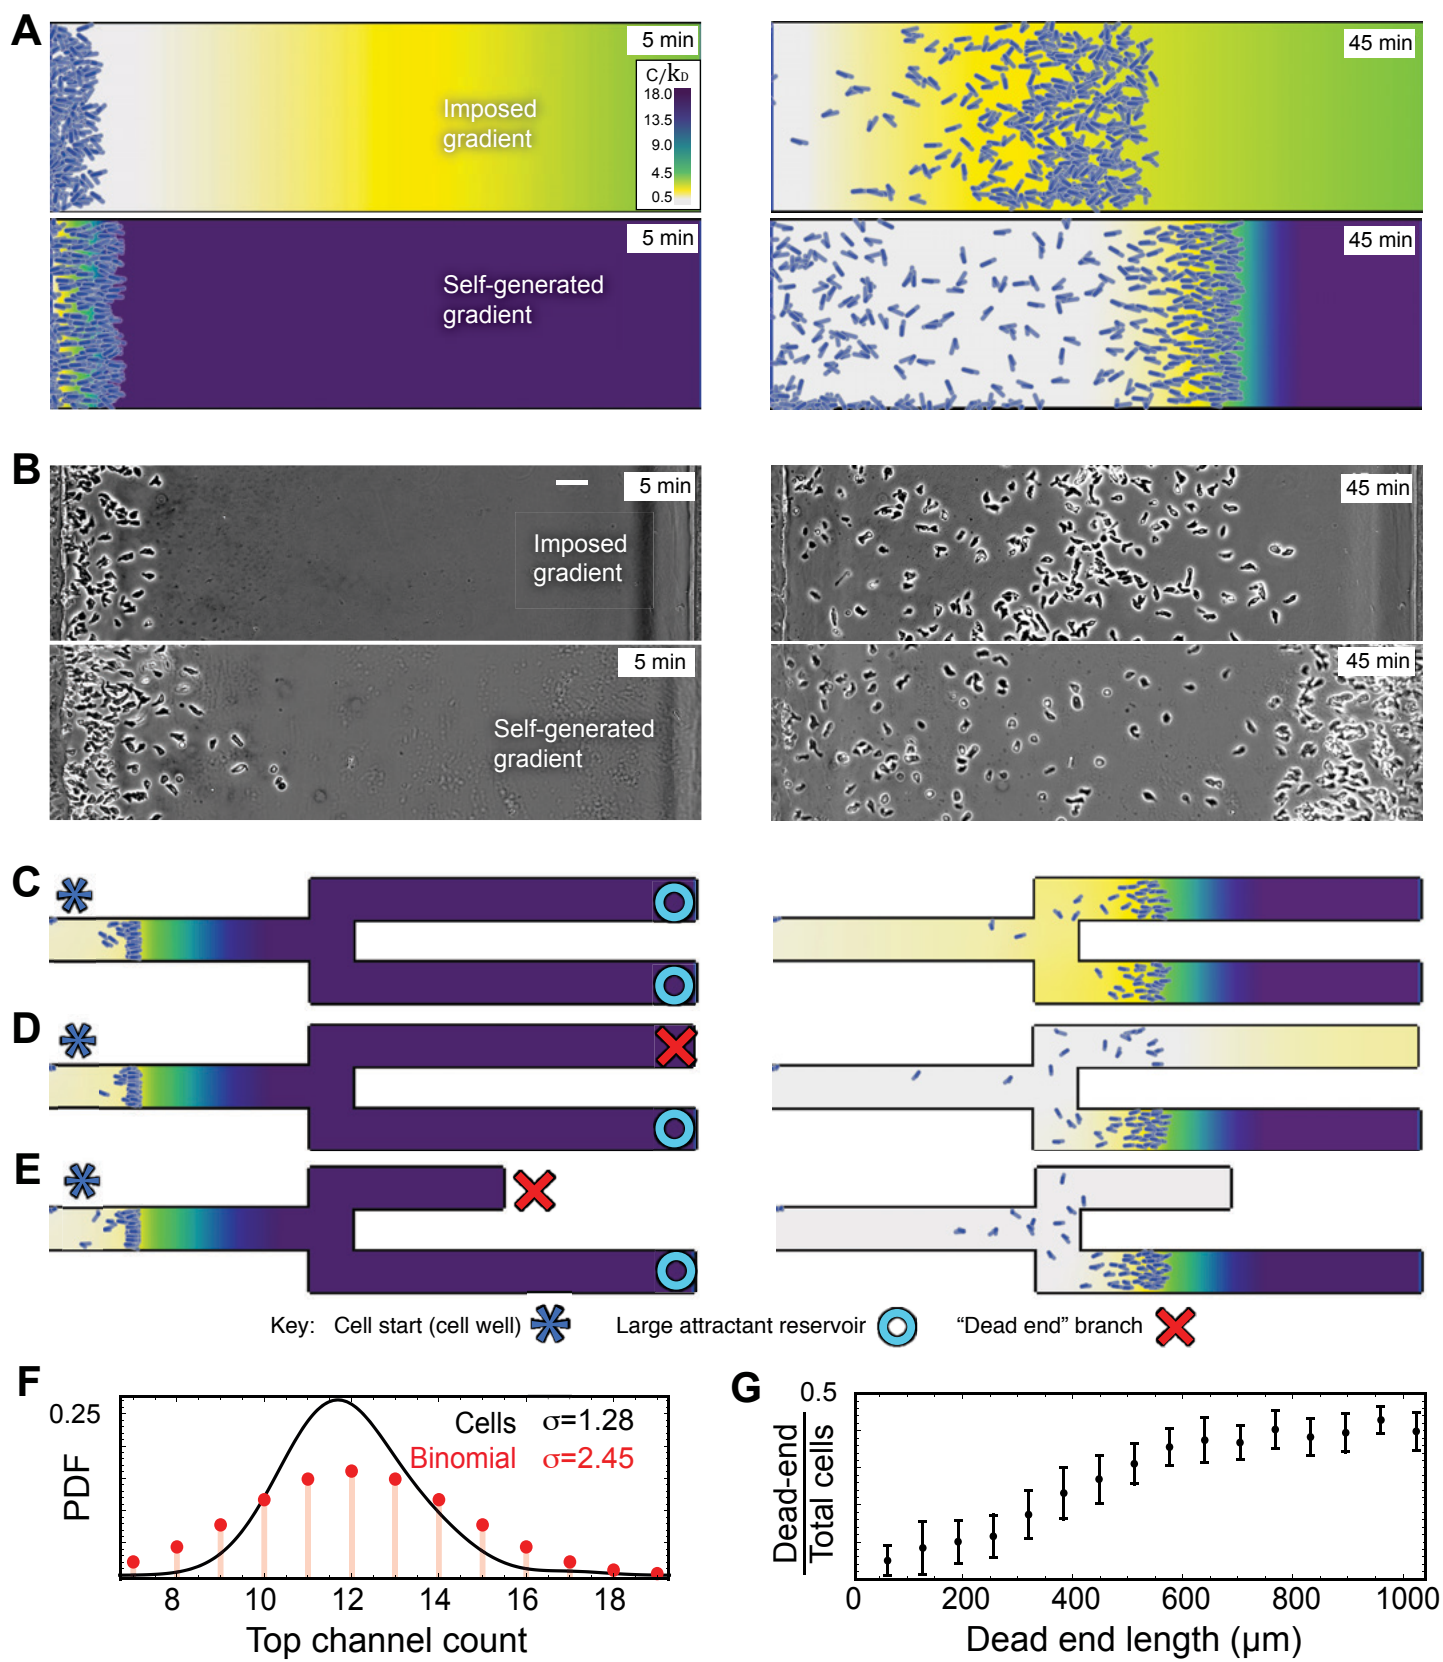 A
5 min
C/kD
18.0
13.5
9.0
4.5
0.5
Imposed
gradient
45 min
5 min
Self-generated
gradient
45 min
B
5 min
Imposed
gradient
45 min
5 min
Self-generated
gradient
45 min
C
D
E
Key: Cell start (cell well) Large attractant reservoir “Dead end” branch
F
0.25
PDF
Cells σ=1.28
Binomial σ=2.45
8 10 12 14 16 18
Top channel count
G
0.5
Dead-end
Total cells
0 200 400 600 800 1000
Dead end length (μm)